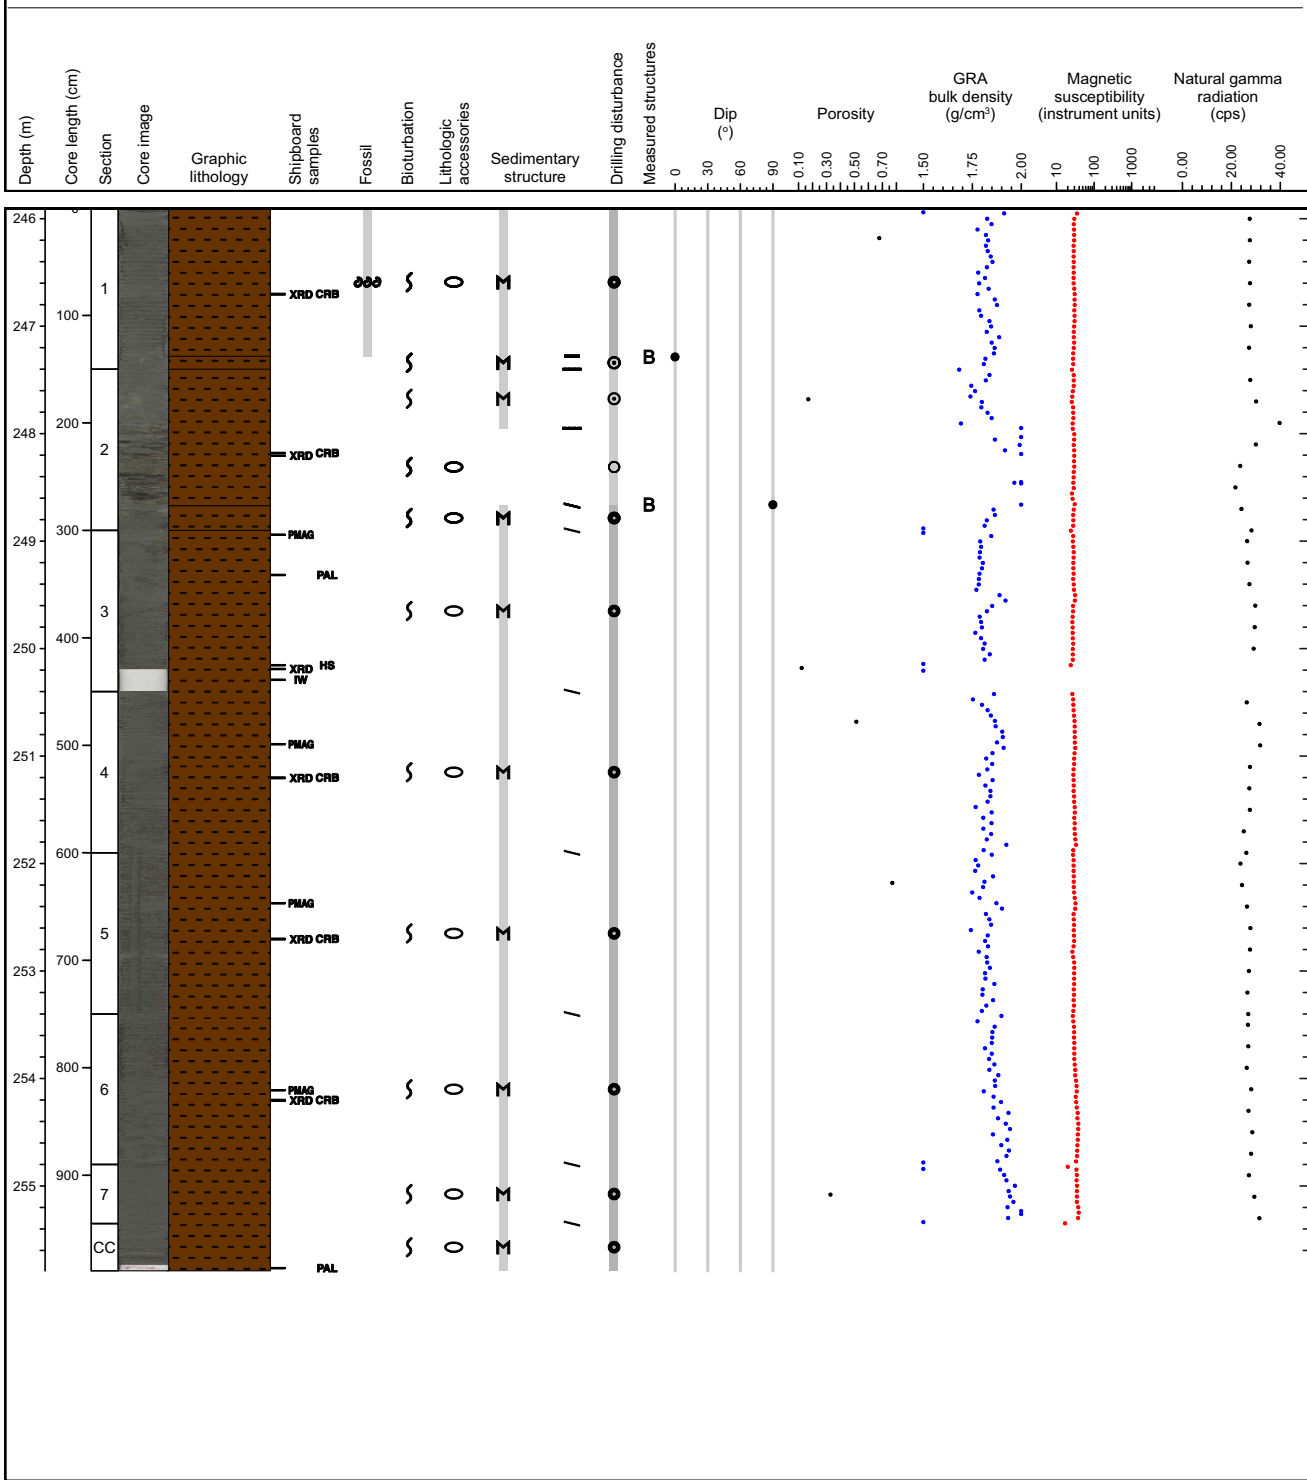 Depth (m)
Core length (cm)
Section
Core image
Graphic
lithology
Shipboard
samples
Fossil
Bioturbation
Lithologic
accessories
Sedimentary
structure
Drilling disturbance
Measured structures
Dip
(°)
0 30 60 90
Porosity
0.10 0.30 0.50 0.70
GRA
bulk density
(g/cm³)
1.50 1.75 2.00
Magnetic
susceptibility
(instrument units)
10 100 1000
Natural gamma
radiation
(cps)
0.00 20.00 40.00
246 0
1
XRD CRB
M
100
247
B
M
M
200
248
2
XRD CRB
B
M
300
PMAG
249
PAL
3
M
400
250
HS
XRD
IW
PMAG
500
251
4
XRD CRB
M
600
252
PMAG
5
XRD CRB
M
700
253
800
254
6
PMAG
XRD CRB
M
900
255
7
M
CC
M
PAL